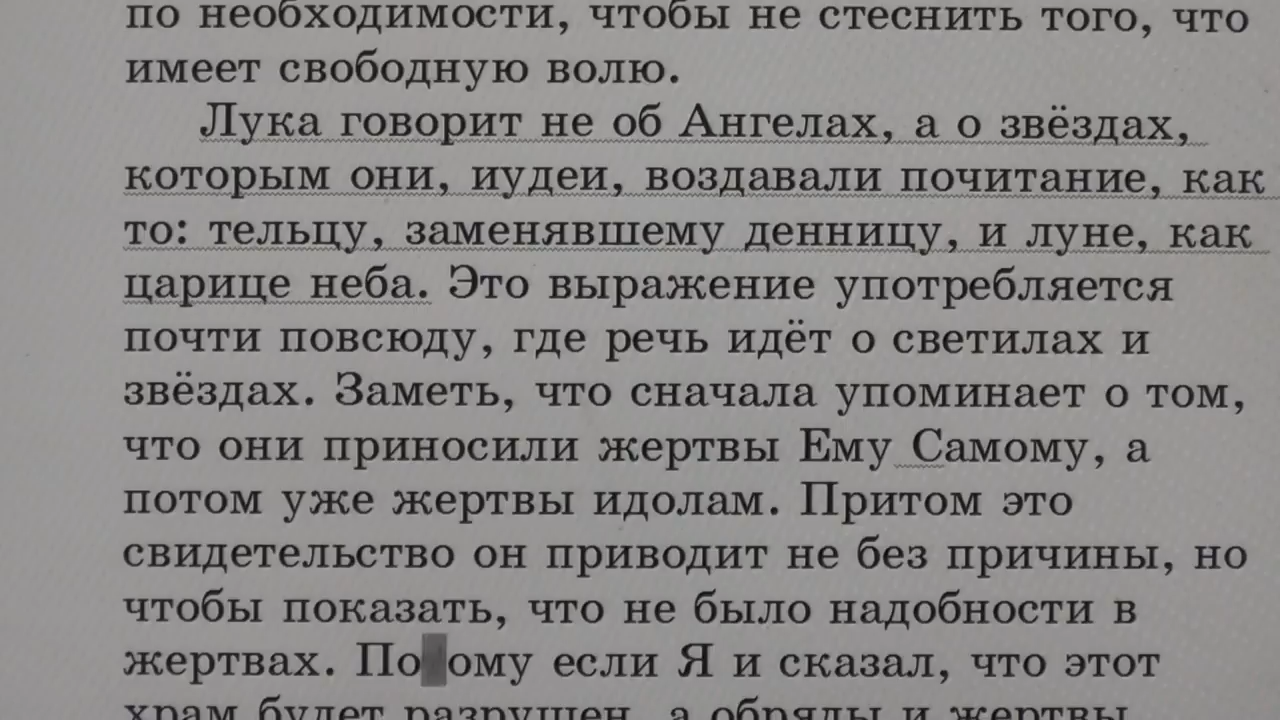 по необходимости, чтобы не стеснить того, что
имеет свободную волю.
Лука говорит не об Ангелах, а о звёздах,
которым они, иудеи, воздавали почитание, как
то: тельцу, заменявшему денницу, и луне, как
царице неба. Это выражение употребляется
почти повсюду, где речь идёт о светилах и
звёздах. Заметь, что сначала упоминает о том,
что они приносили жертвы Ему Самому, а
потом уже жертвы идолам. Притом это
свидетельство он приводит не без причины, но
чтобы показать, что не было надобности в
жертвах. если Я и сказал, что этот
храм будет разрушен, а обряды и жертвы